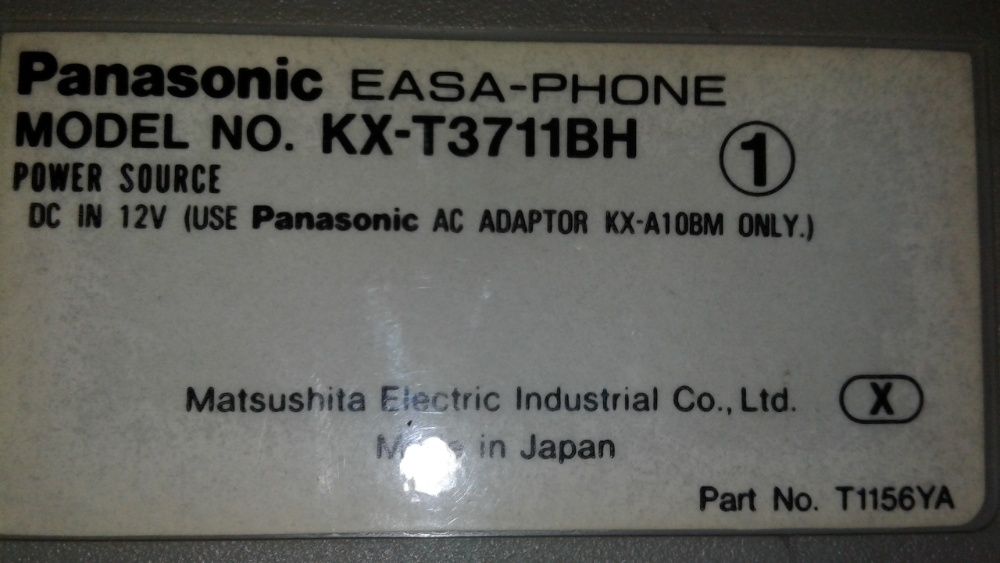 Panasonic EASA-PHONE
MODEL NO. KX-T3711BH 1
POWER SOURCE
DC IN 12V (USE Panasonic AC ADAPTOR KX-A10BM ONLY.)
Matsushita Electric Industrial Co., Ltd. X
Made in Japan
Part No. T1156YA